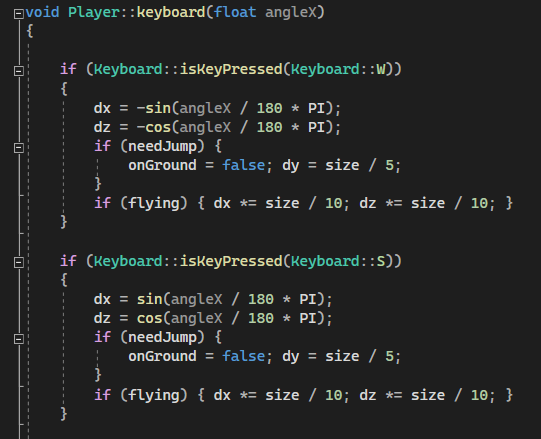 void Player::keyboard(float angleX)
{
if (Keyboard::isKeyPressed(Keyboard::W))
{
dx = -sin(angleX / 180 * PI);
dz = -cos(angleX / 180 * PI);
if (needJump) {
onGround = false; dy = size / 5;
}
if (flying) { dx *= size / 10; dz *= size / 10; }
}
if (Keyboard::isKeyPressed(Keyboard::S))
{
dx = sin(angleX / 180 * PI);
dz = cos(angleX / 180 * PI);
if (needJump) {
onGround = false; dy = size / 5;
}
if (flying) { dx *= size / 10; dz *= size / 10; }
}